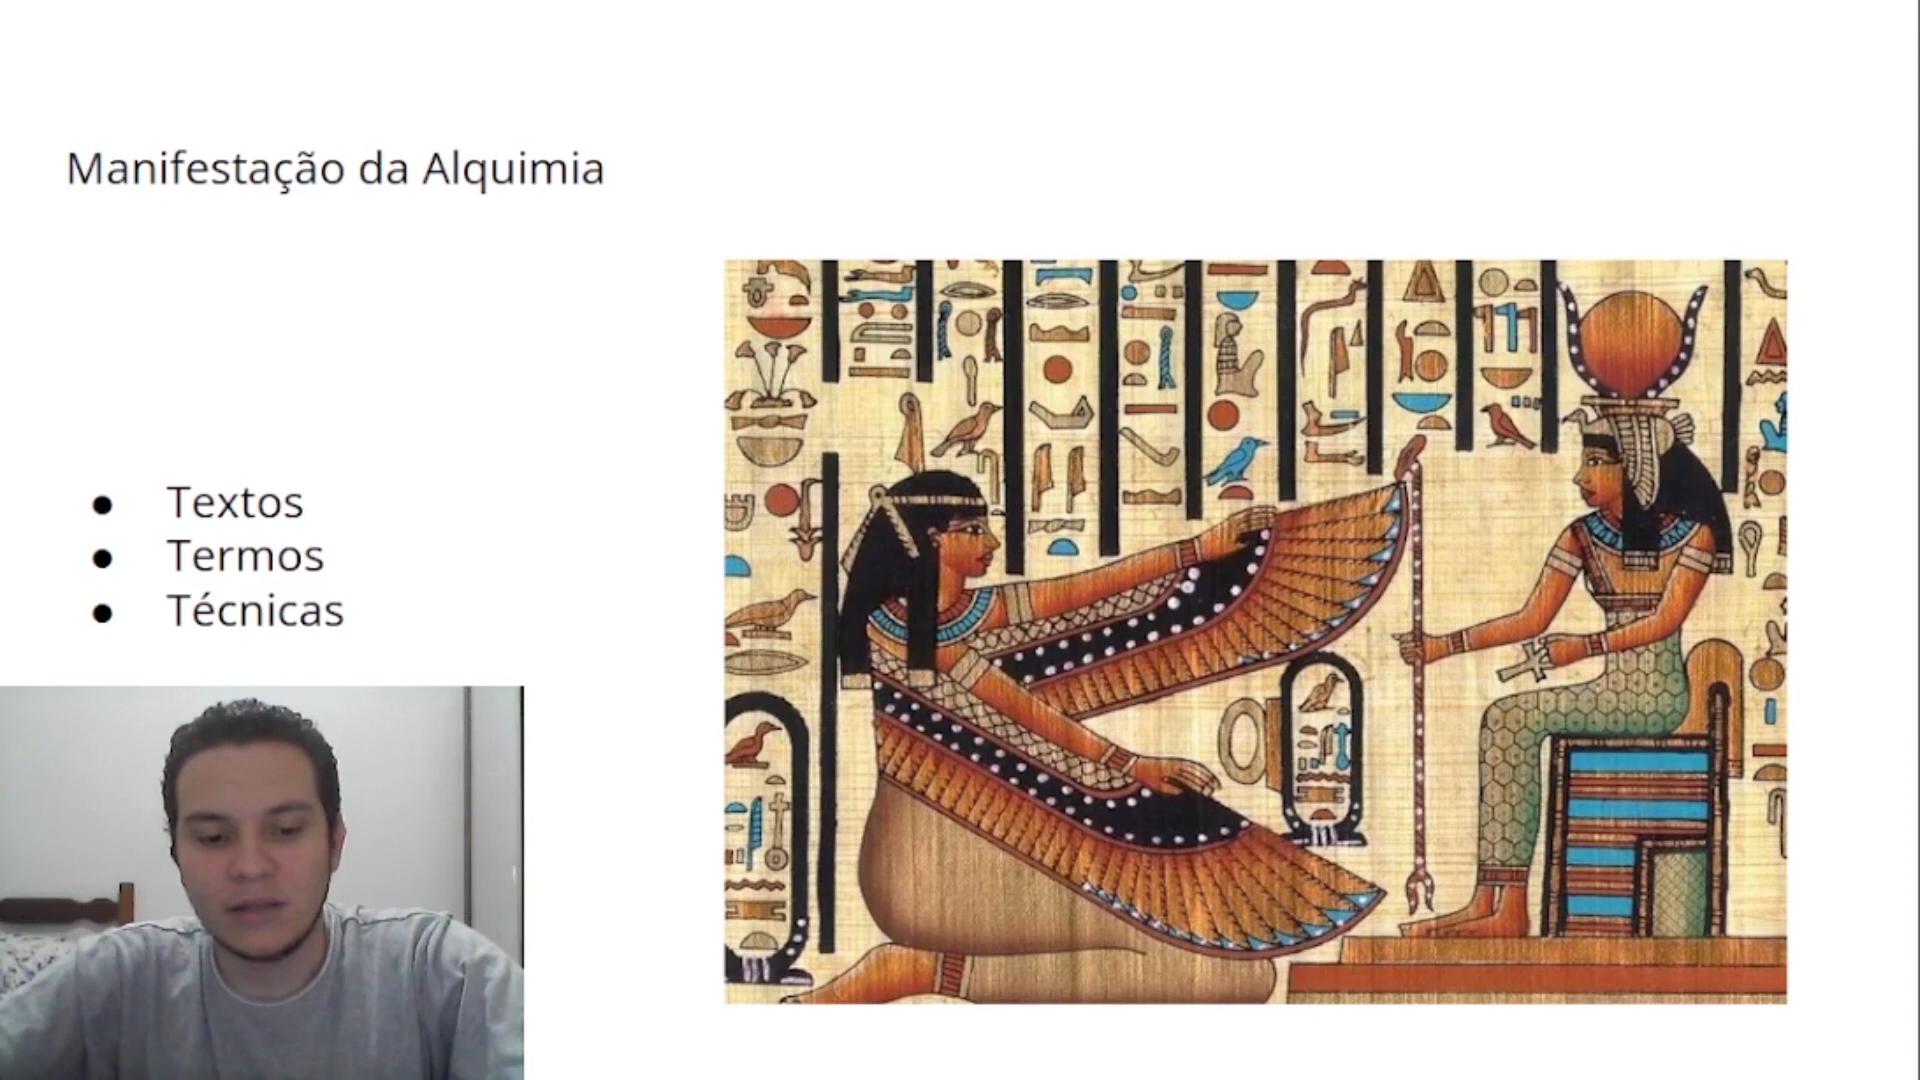 Manifestação da Alquimia
● Textos
● Termos
● Técnicas